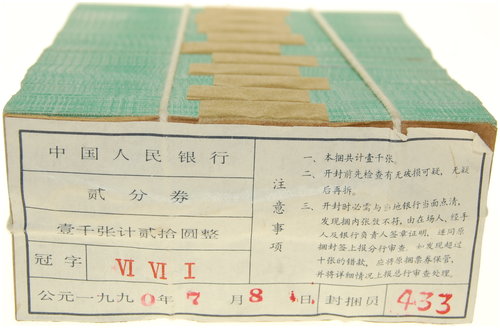 中国人民银行
贰分券
壹千张计贰拾圆整
冠字 VI VI I
公元一九九0年7月8日
封捆员 433
注意事项
一、本捆共计壹千张。
二、开封前先检查有无破损可疑，无疑
后再拆。
三、开封时必需与当地银行当面点清，
发现捆内张数不符，由在场人、经手
人及银行负责人签章证明，连同原
捆封签上报分行审查。如发现超过
十张的错款，应将原捆票券保管，
并将详细情况上报总行审查处理。